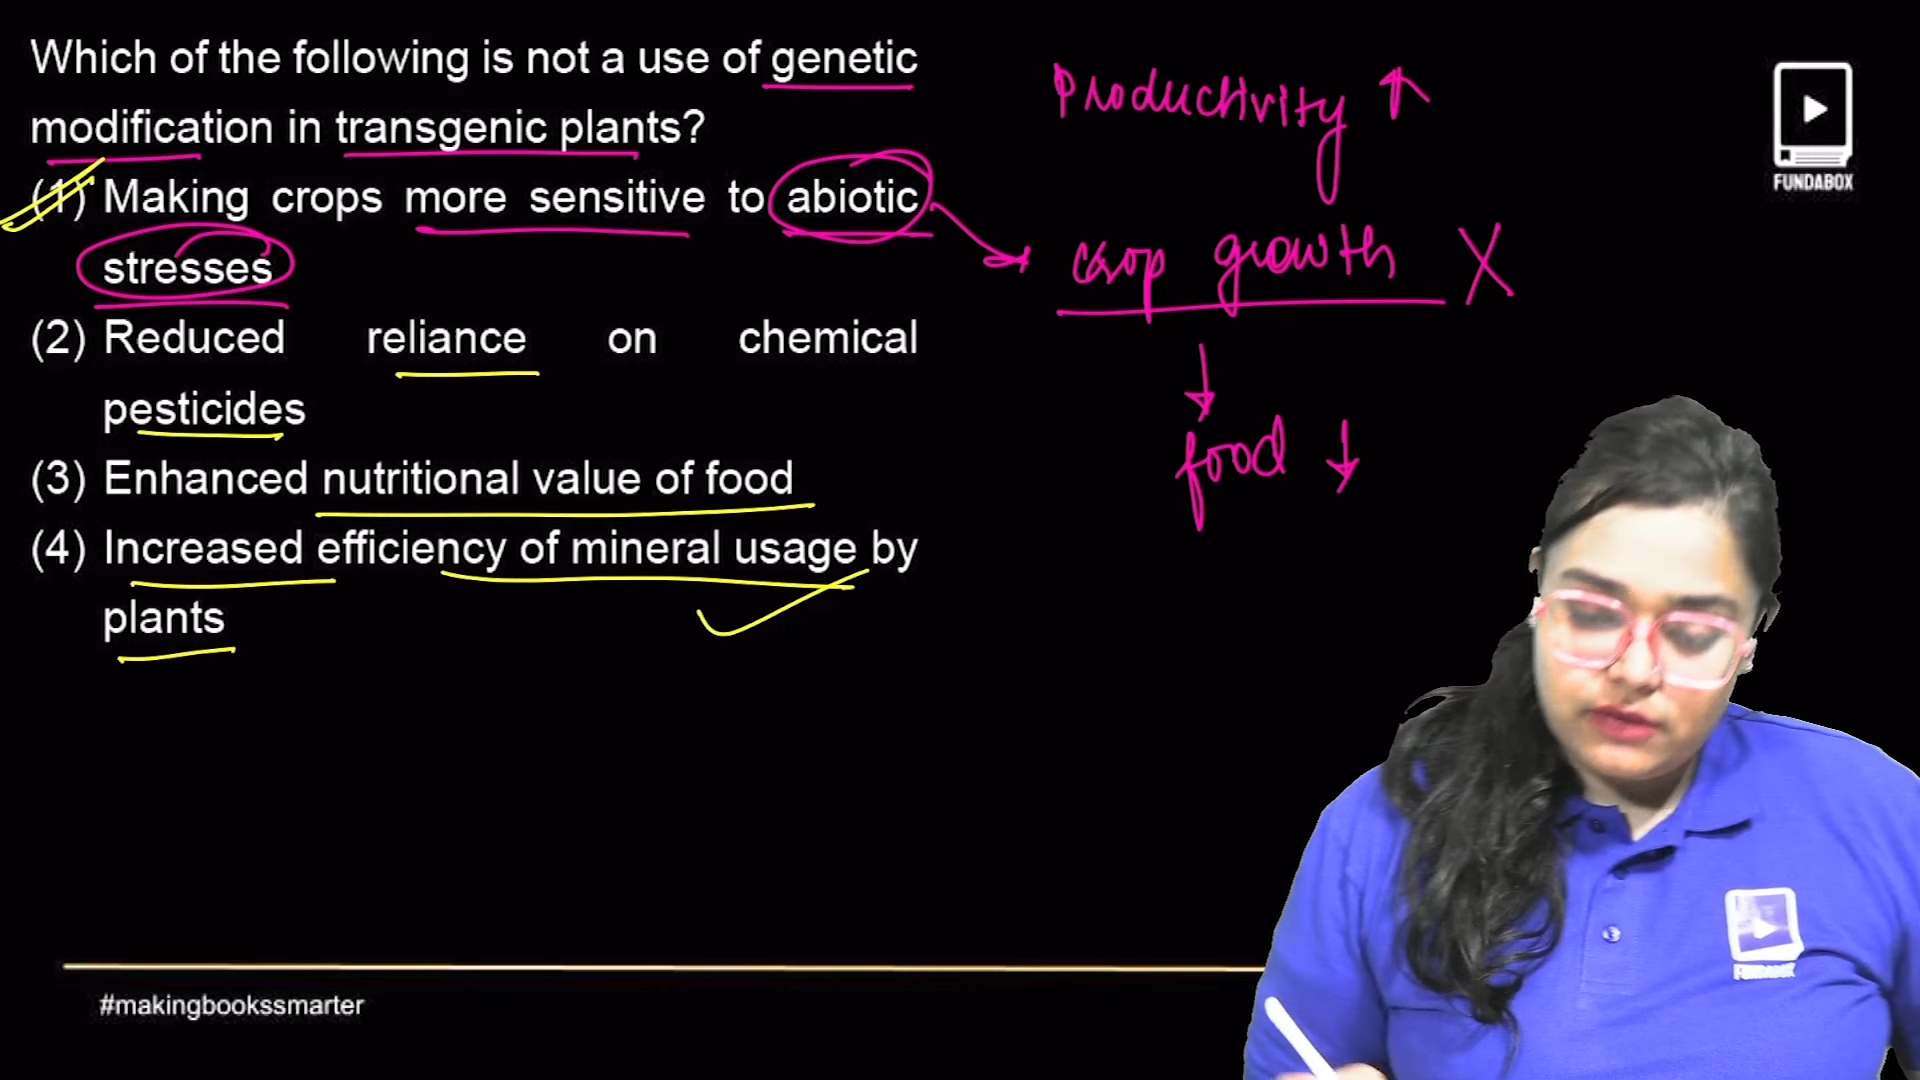 Which of the following is not a use of genetic
modification in transgenic plants?
(1) Making crops more sensitive to abiotic
stresses
(2) Reduced reliance on chemical
pesticides
(3) Enhanced nutritional value of food
(4) Increased efficiency of mineral usage by
plants
Productivity ↑
crop growth X
↓
food ↓
FUNDABOX
FUNDABOX
#makingbookssmarter